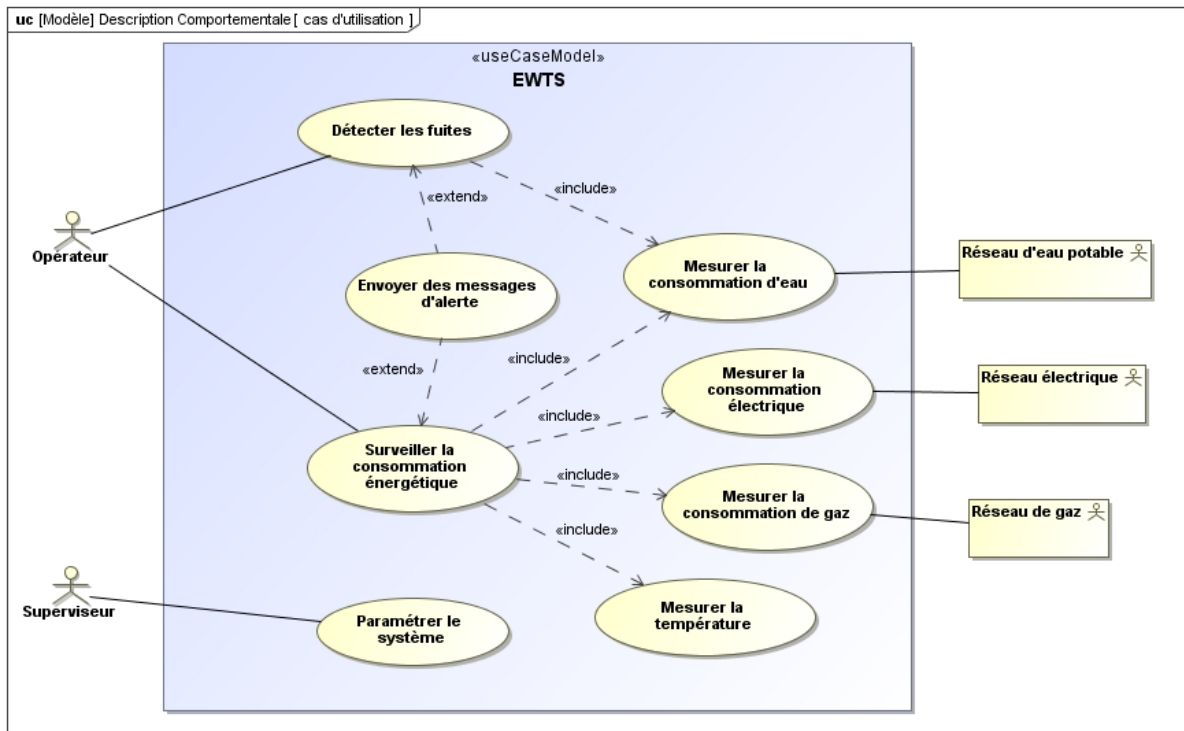 uc [Modèle] Description Comportementale [ cas d'utilisation ]
«useCaseModel»
EWTS
Détecter les fuites
«extend»
«include»
Opérateur
Envoyer des messages
d'alerte
Mesurer la
consommation d'eau
Réseau d'eau potable
«extend»
«include»
Mesurer la
consommation
électrique
Réseau électrique
«include»
Surveiller la
consommation
énergétique
«include»
Mesurer la
consommation de gaz
Réseau de gaz
«include»
Superviseur
Paramétrer le
système
Mesurer la
température